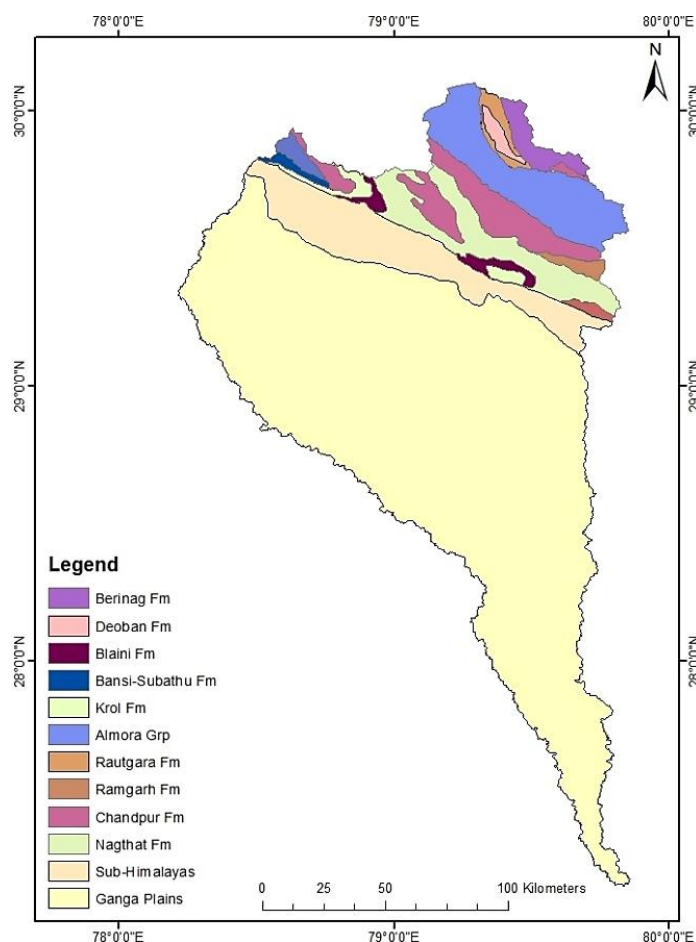 78°0'0"E 79°0'0"E 80°0'0"E
N
30°0'0"N 30°0'0"N
29°0'0"N 29°0'0"N
28°0'0"N 28°0'0"N
Legend
Berinag Fm
Deoban Fm
Blaini Fm
Bansi-Subathu Fm
Krol Fm
Almora Grp
Rautgara Fm
Ramgarh Fm
Chandpur Fm
Nagthat Fm
Sub-Himalayas
Ganga Plains
0 25 50 100 Kilometers
78°0'0"E 79°0'0"E 80°0'0"E